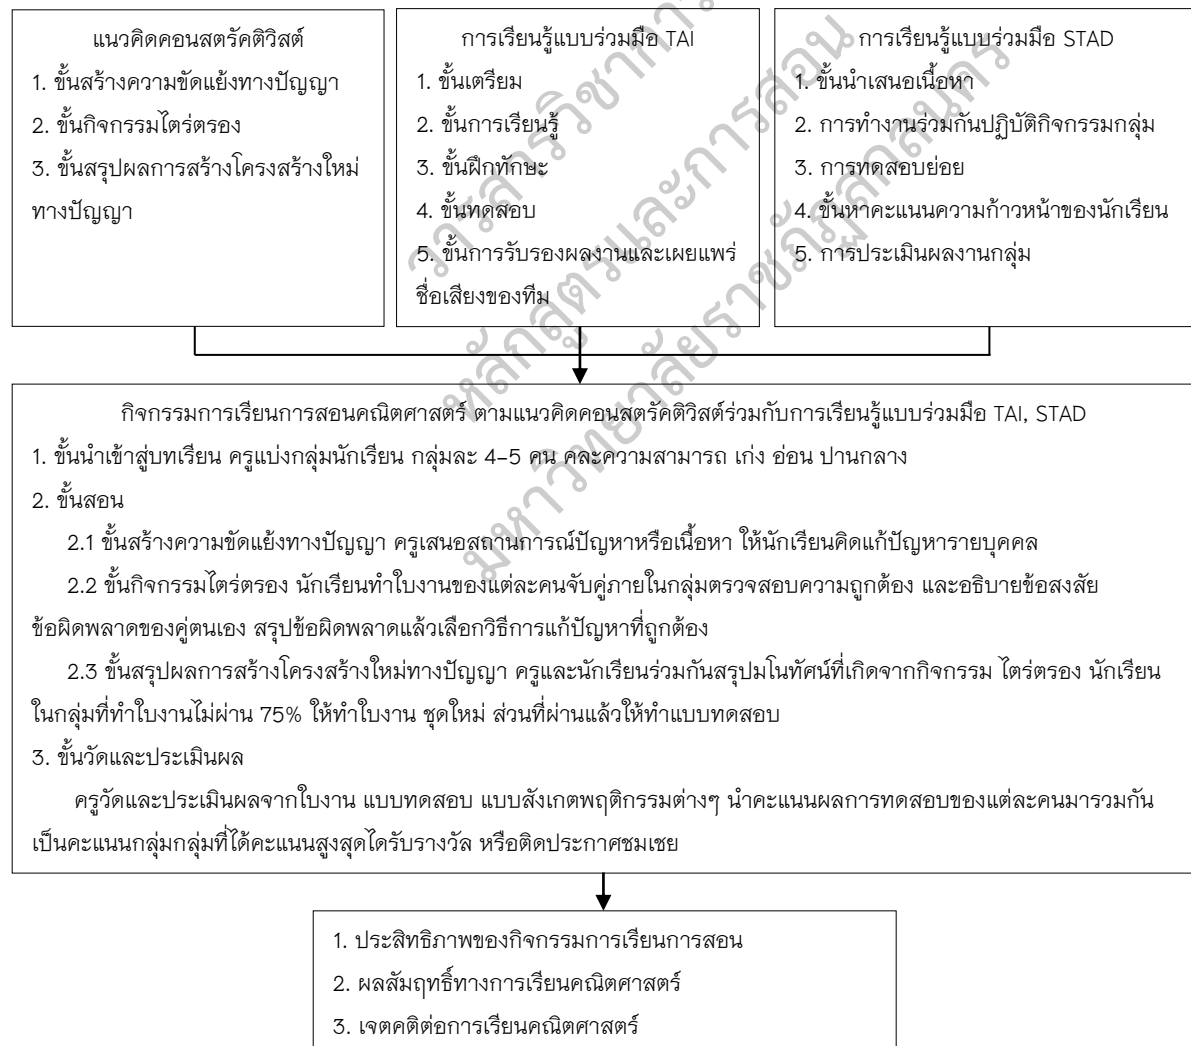 แนวคิดคอนสตรัคติวิสต์
1. ขั้นสร้างความขัดแย้งทางปัญญา
2. ขั้นกิจกรรมไตร่ตรอง
3. ขั้นสรุปผลการสร้างโครงสร้างใหม่
ทางปัญญา
การเรียนรู้แบบร่วมมือ TAI
1. ขั้นเตรียม
2. ขั้นการเรียนรู้
3. ขั้นฝึกทักษะ
4. ขั้นทดสอบ
5. ขั้นการรับรองผลงานและเผยแพร่
ชื่อเสียงของทีม
การเรียนรู้แบบร่วมมือ STAD
1. ขั้นนำเสนอเนื้อหา
2. การทำงานร่วมกันปฏิบัติกิจกรรมกลุ่ม
3. การทดสอบย่อย
4. ขั้นหาคะแนนความก้าวหน้าของนักเรียน
5. การประเมินผลงานกลุ่ม
กิจกรรมการเรียนการสอนคณิตศาสตร์ ตามแนวคิดคอนสตรัคติวิสต์ร่วมกับการเรียนรู้แบบร่วมมือ TAI, STAD
1. ขั้นนำเข้าสู่บทเรียน ครูแบ่งกลุ่มนักเรียน กลุ่มละ 4-5 คน คละความสามารถ เก่ง อ่อน ปานกลาง
2. ขั้นสอน
2.1 ขั้นสร้างความขัดแย้งทางปัญญา ครูเสนอสถานการณ์ปัญหาหรือเนื้อหา ให้นักเรียนคิดแก้ปัญหารายบุคคล
2.2 ขั้นกิจกรรมไตร่ตรอง นักเรียนทำใบงานของแต่ละคนจับคู่ภายในกลุ่มตรวจสอบความถูกต้อง และอธิบายข้อสงสัย
ข้อผิดพลาดของคู่ตนเอง สรุปข้อผิดพลาดแล้วเลือกวิธีการแก้ปัญหาที่ถูกต้อง
2.3 ขั้นสรุปผลการสร้างโครงสร้างใหม่ทางปัญญา ครูและนักเรียนร่วมกันสรุปมโนทัศน์ที่เกิดจากกิจกรรม ไตร่ตรอง นักเรียน
ในกลุ่มที่ทำใบงานไม่ผ่าน 75% ให้ทำใบงาน ชุดใหม่ ส่วนที่ผ่านแล้วให้ทำแบบทดสอบ
3. ขั้นวัดและประเมินผล
ครูวัดและประเมินผลจากใบงาน แบบทดสอบ แบบสังเกตพฤติกรรมต่างๆ นำคะแนนผลการทดสอบของแต่ละคนมารวมกัน
เป็นคะแนนกลุ่มกลุ่มที่ได้คะแนนสูงสุดไดรับรางวัล หรือติดประกาศชมเชย
1. ประสิทธิภาพของกิจกรรมการเรียนการสอน
2. ผลสัมฤทธิ์ทางการเรียนคณิตศาสตร์
3. เจตคติต่อการเรียนคณิตศาสตร์
วารสารวิชาการ
หลักสูตรและการสอน
มหาวิทยาลัยราชภัฏสกลนคร